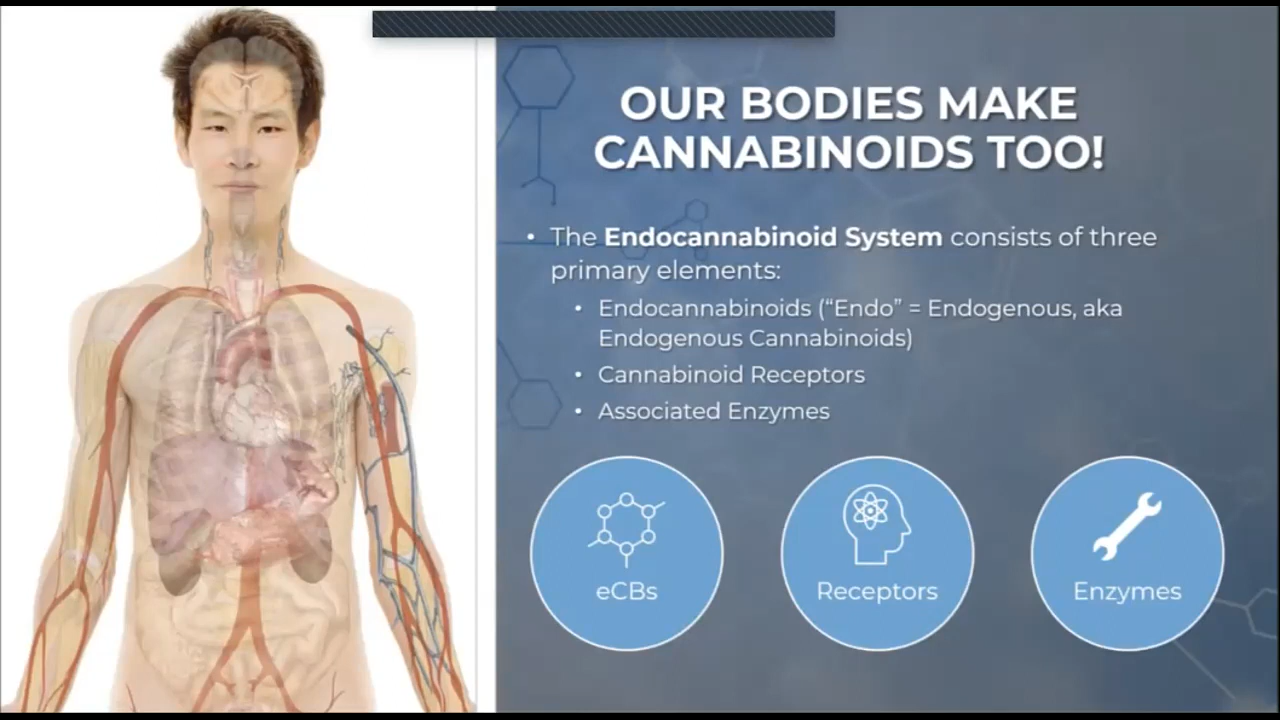 OUR BODIES MAKE
CANNABINOIDS TOO!
• The Endocannabinoid System consists of three
primary elements:
• Endocannabinoids (“Endo” = Endogenous, aka
Endogenous Cannabinoids)
• Cannabinoid Receptors
• Associated Enzymes
eCBs
Receptors
Enzymes